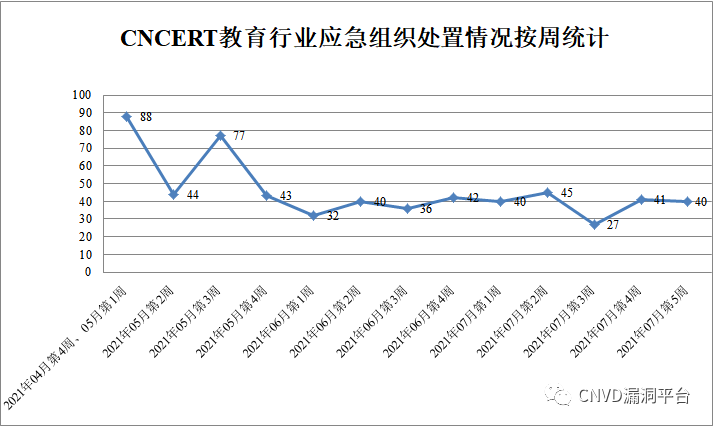 CNCERT教育行业应急组织处置情况按周统计
100
90
80
70
60
50
40
30
20
10
0
88
44
77
43
32
40
36
42
40
45
27
41
40
2021年04月第4周、05月第1周
2021年05月第2周
2021年05月第3周
2021年05月第4周
2021年06月第1周
2021年06月第2周
2021年06月第3周
2021年06月第4周
2021年07月第1周
2021年07月第2周
2021年07月第3周
2021年07月第4周
2021年07月第5周
CNVD漏洞平台